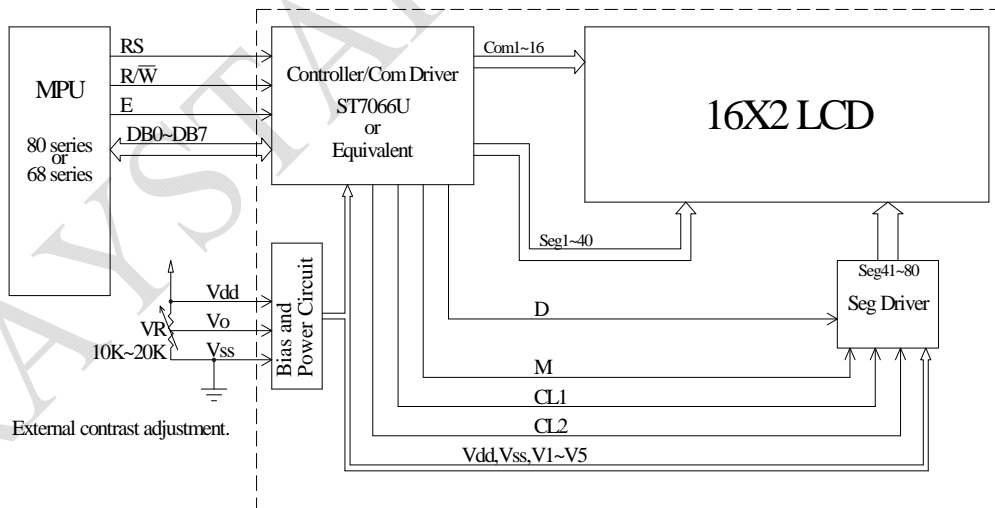 MPU
80 series
or
68 series
RS
R/W̅
E
DB0~DB7
Controller/Com Driver
ST7066U
or
Equivalent
Com1~16
16X2 LCD
Seg1~40
Seg41~80
Seg Driver
Vdd
Vo
Vss
VR
10K~20K
Bias and
Power Circuit
D
M
CL1
CL2
Vdd,Vss,V1~V5
External contrast adjustment.